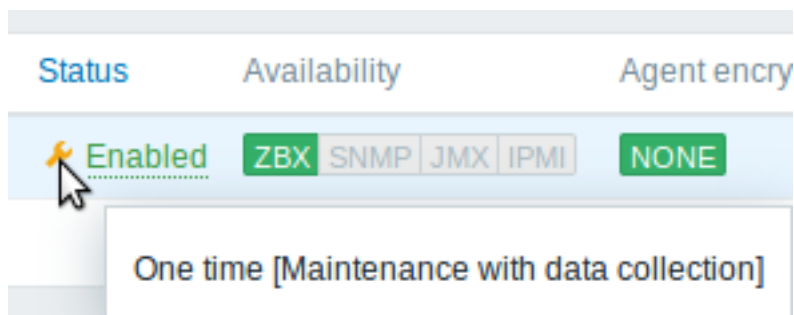 Status Availability Agent encry
Enabled ZBX SNMP JMX IPMI NONE
One time [Maintenance with data collection]